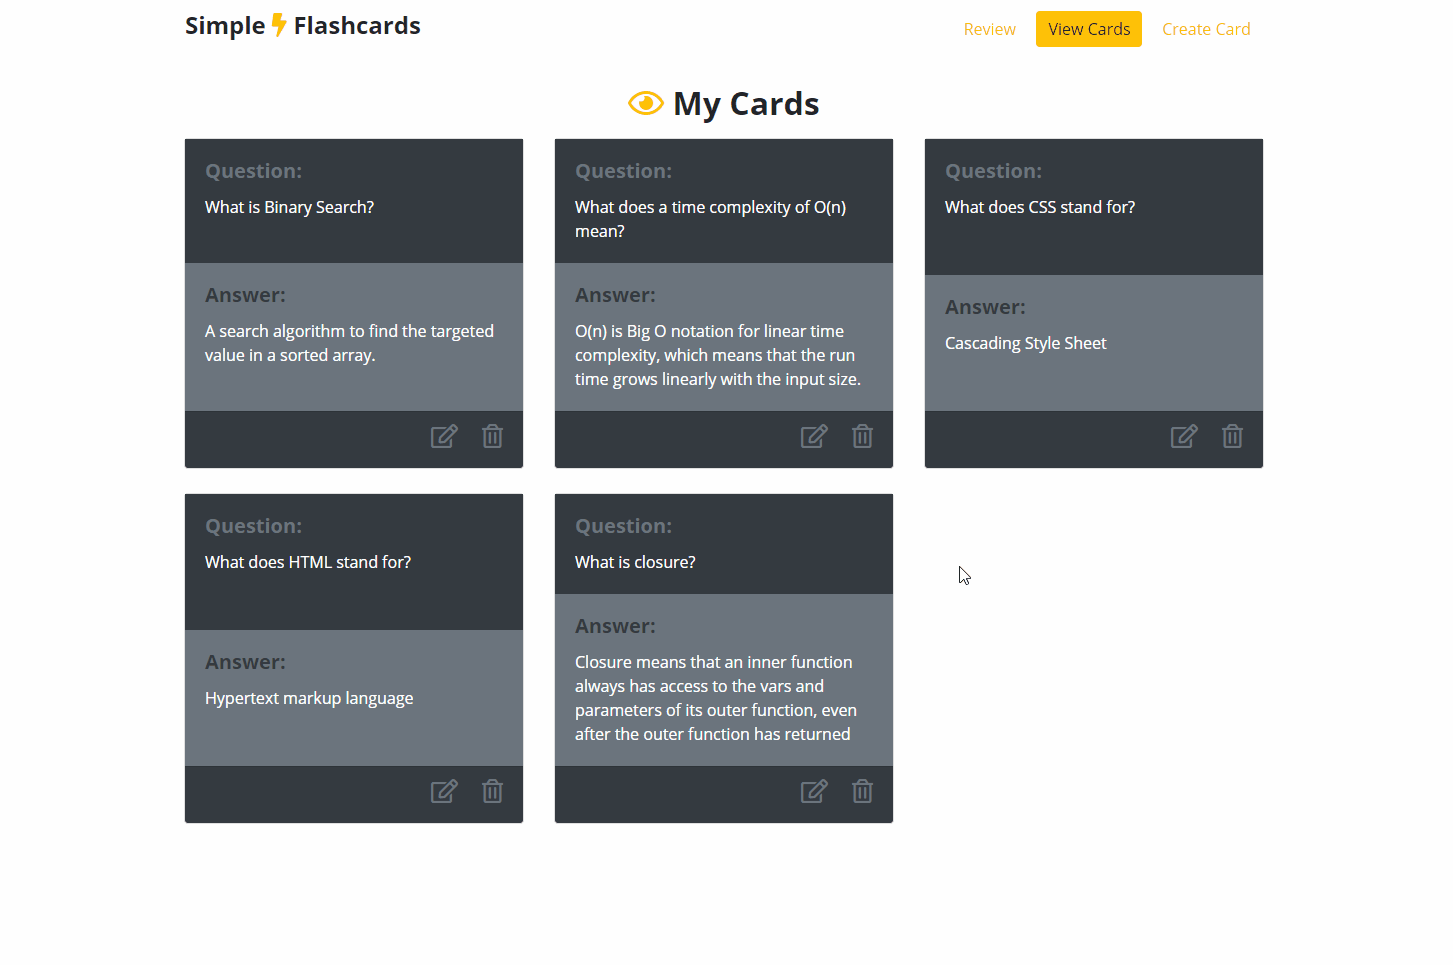 Simple Flashcards
Review
View Cards
Create Card
My Cards
Question:
What is Binary Search?
Answer:
A search algorithm to find the targeted
value in a sorted array.
Question:
What does a time complexity of O(n)
mean?
Answer:
O(n) is Big O notation for linear time
complexity, which means that the run
time grows linearly with the input size.
Question:
What does CSS stand for?
Answer:
Cascading Style Sheet
Question:
What does HTML stand for?
Answer:
Hypertext markup language
Question:
What is closure?
Answer:
Closure means that an inner function
always has access to the vars and
parameters of its outer function, even
after the outer function has returned